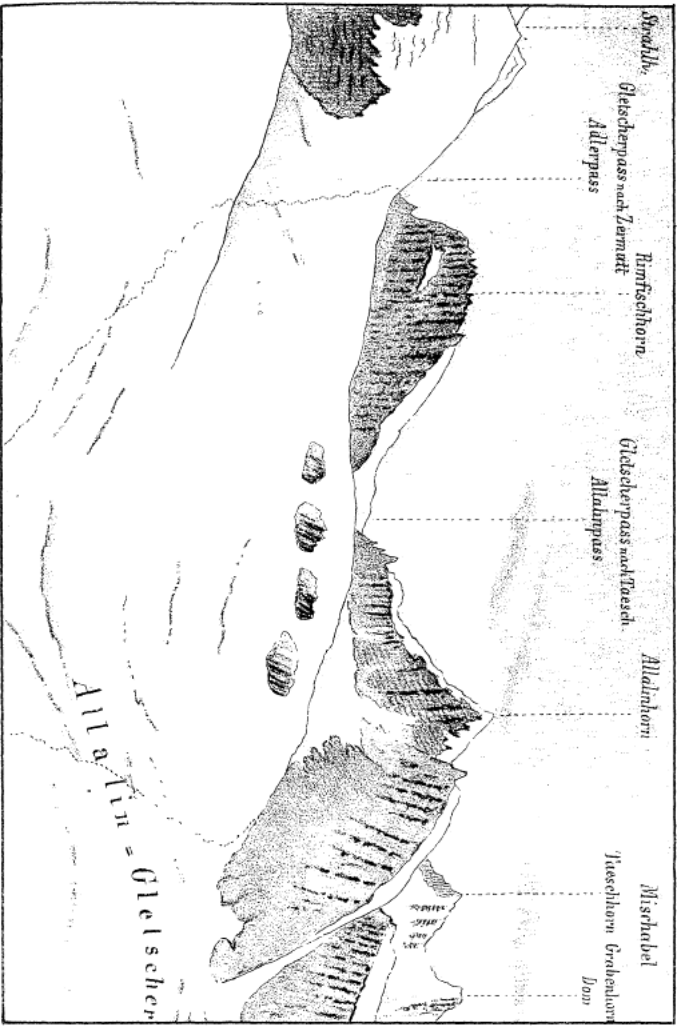 Strahlh.
Gletscherpass nach Zermatt
Adlerpass
Rimfischhorn
Gletscherpass nach Taesch.
Allalinpass.
Allalinhorn
Mischabel
Taeschhorn Grabenhorn
Dom
Allalin = Gletscher